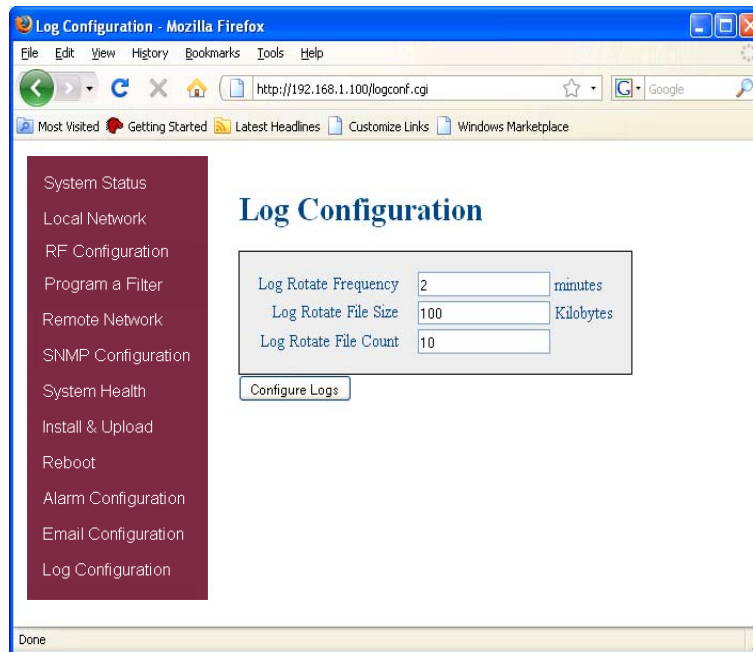 Log Configuration - Mozilla Firefox
File Edit View History Bookmarks Tools Help
http://192.168.1.100/logconf.cgi
G Google
Most Visited Getting Started Latest Headlines Customize Links Windows Marketplace
System Status
Local Network
RF Configuration
Program a Filter
Remote Network
SNMP Configuration
System Health
Install & Upload
Reboot
Alarm Configuration
Email Configuration
Log Configuration
Log Configuration
Log Rotate Frequency 2 minutes
Log Rotate File Size 100 Kilobytes
Log Rotate File Count 10
Configure Logs
Done